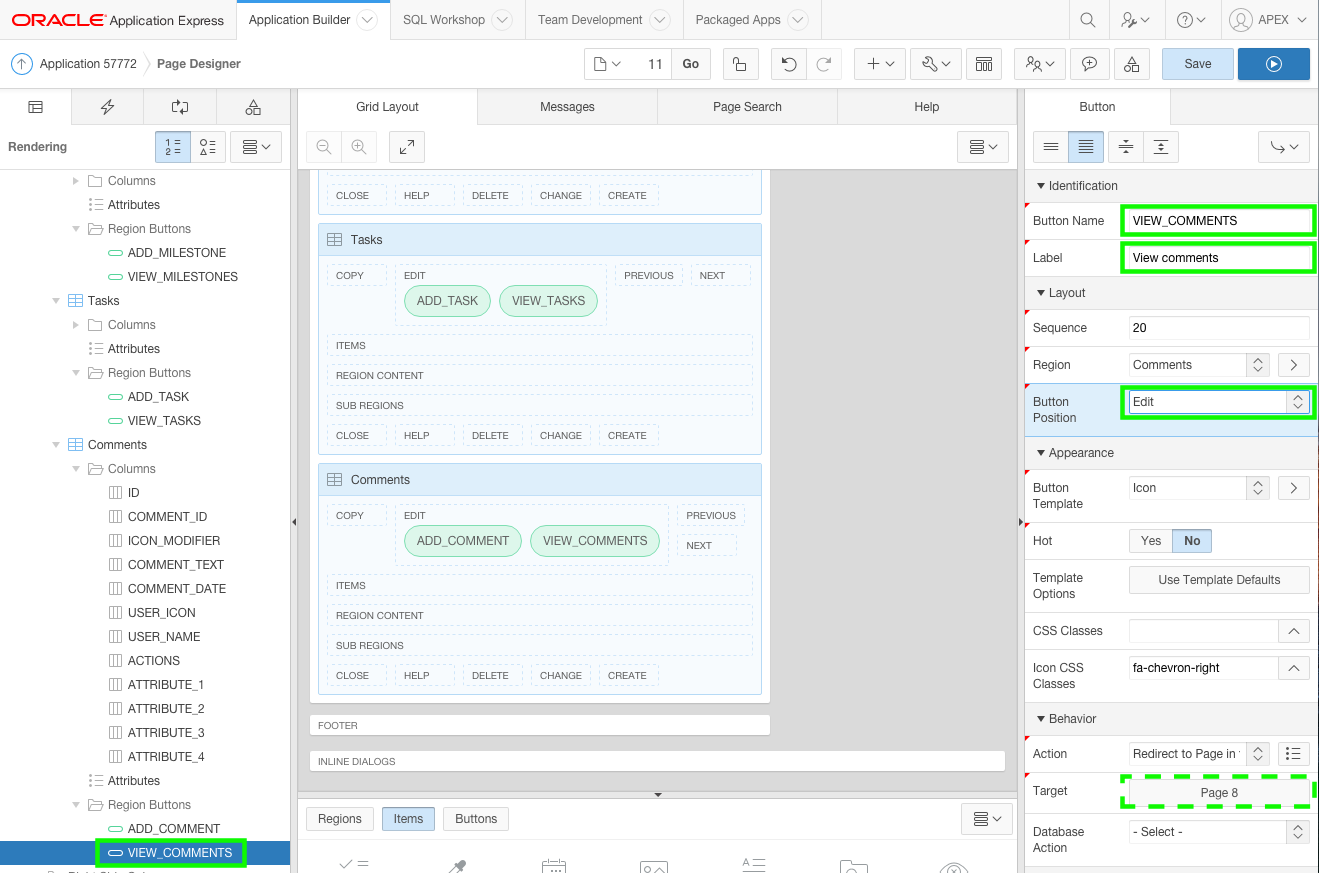 ORACLE Application Express
Application Builder
SQL Workshop
Team Development
Packaged Apps
APEX
Application 57772
Page Designer
11
Go
Save
Rendering
Columns
Attributes
Region Buttons
ADD_MILESTONE
VIEW_MILESTONES
Tasks
Columns
Attributes
Region Buttons
ADD_TASK
VIEW_TASKS
Comments
Columns
ID
COMMENT_ID
ICON_MODIFIER
COMMENT_TEXT
COMMENT_DATE
USER_ICON
USER_NAME
ACTIONS
ATTRIBUTE_1
ATTRIBUTE_2
ATTRIBUTE_3
ATTRIBUTE_4
Attributes
Region Buttons
ADD_COMMENT
VIEW_COMMENTS
Grid Layout
Messages
Page Search
Help
CLOSE HELP DELETE CHANGE CREATE
Tasks
COPY EDIT PREVIOUS NEXT
ADD_TASK VIEW_TASKS
ITEMS
REGION CONTENT
SUB REGIONS
CLOSE HELP DELETE CHANGE CREATE
Comments
COPY EDIT PREVIOUS
ADD_COMMENT VIEW_COMMENTS
NEXT
ITEMS
REGION CONTENT
SUB REGIONS
CLOSE HELP DELETE CHANGE CREATE
FOOTER
INLINE DIALOGS
Regions Items Buttons
Button
Identification
Button Name VIEW_COMMENTS
Label View comments
Layout
Sequence 20
Region Comments
Button Position Edit
Appearance
Button Template Icon
Hot Yes No
Template Options Use Template Defaults
CSS Classes
Icon CSS Classes fa-chevron-right
Behavior
Action Redirect to Page in
Target Page 8
Database Action - Select -